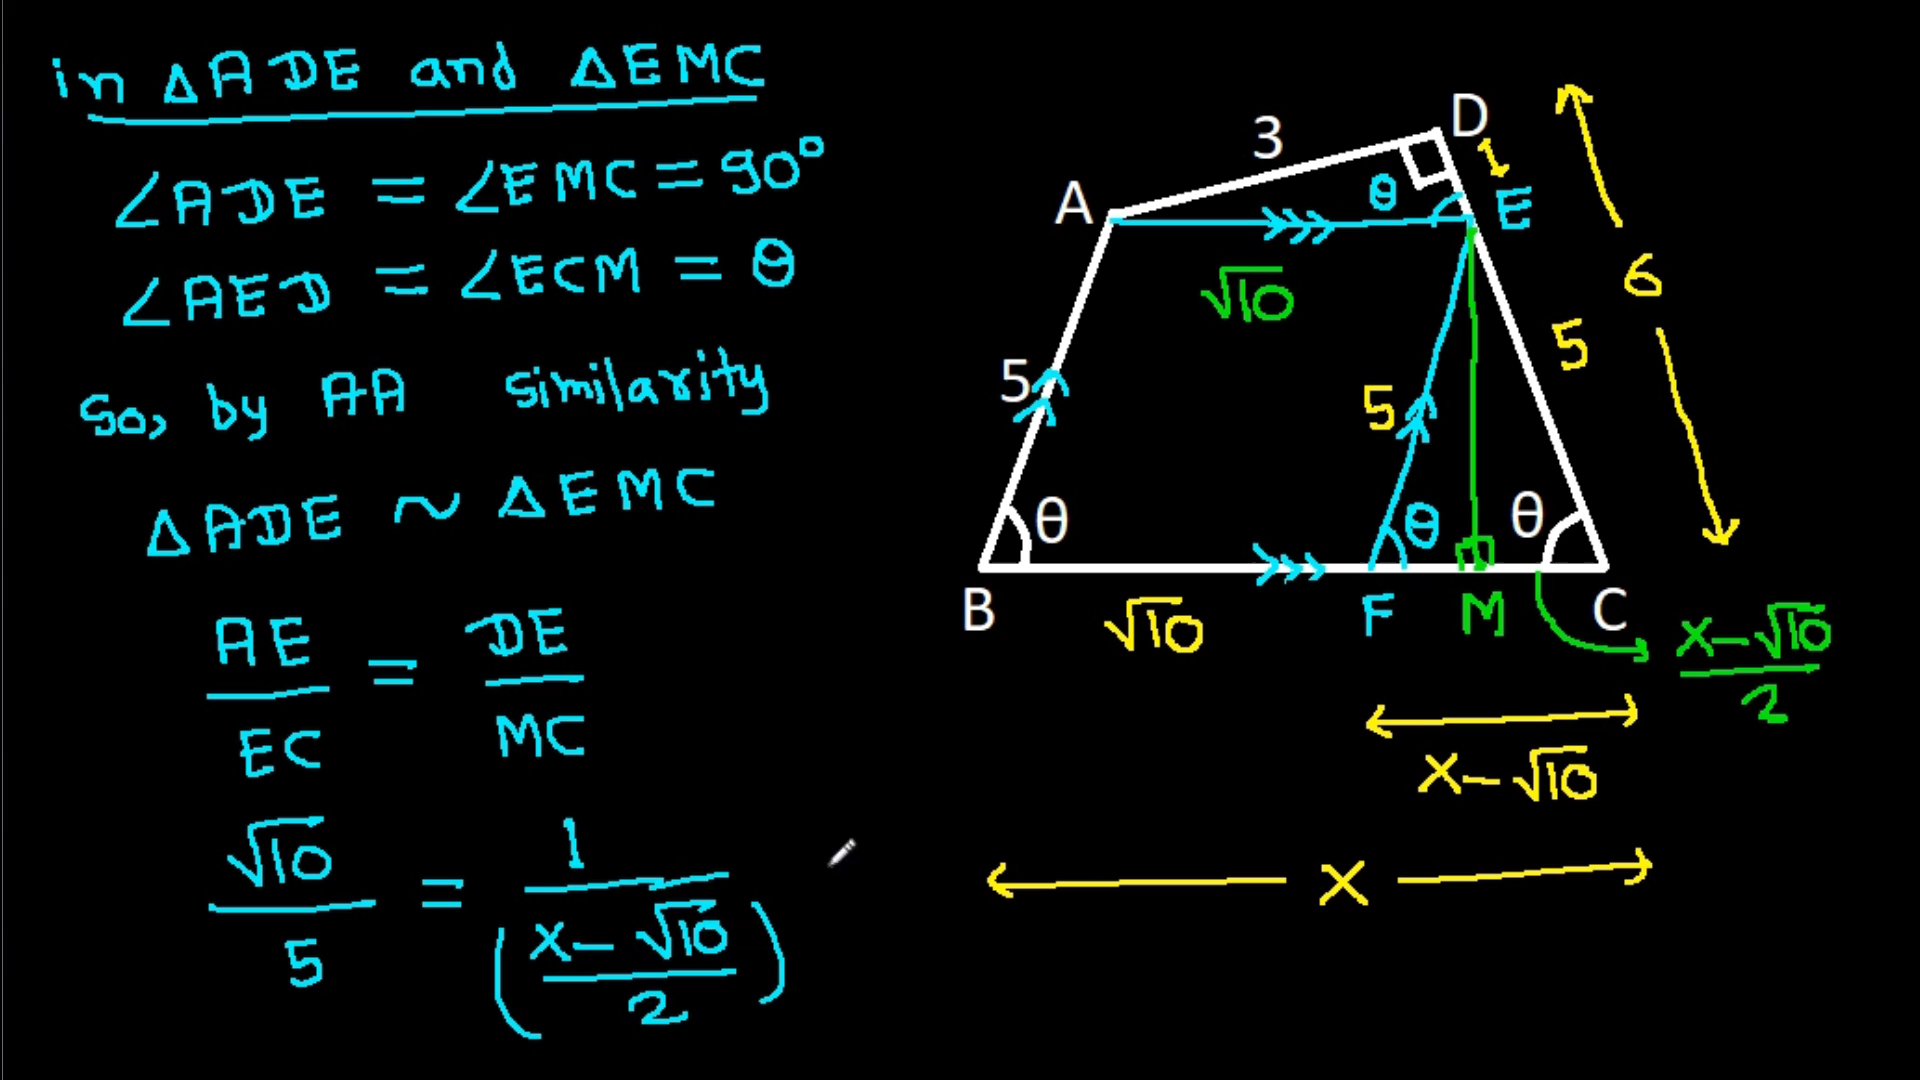 in ΔADE and ΔEMC
∠ADE = ∠EMC = 90°
∠AED = ∠ECM = θ
So, by AA similarity
ΔADE ~ ΔEMC
AE/EC = DE/MC
√10/5 = 1/((x-√10)/2)
D
3
1
A
θ
E
√10
6
5
5
5
θ
θ
θ
B
F
M
C
√10
(x-√10)/2
x-√10
x